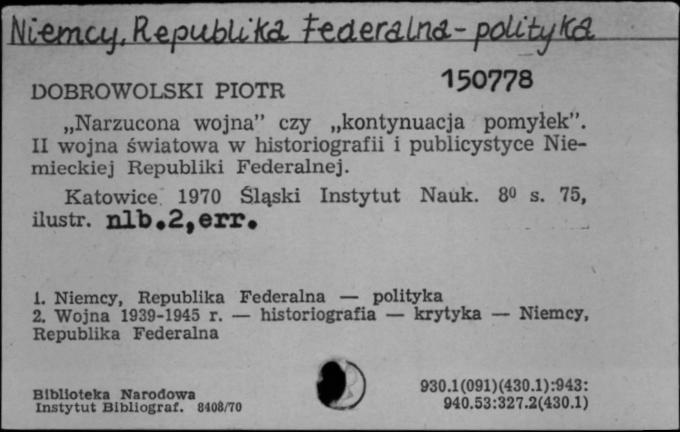 Niemcy, Republika Federalna - polityka
150778
DOBROWOLSKI PIOTR
„Narzucona wojna” czy „kontynuacja pomyłek”.
II wojna światowa w historiografii i publicystyce Nie-
mieckiej Republiki Federalnej.
Katowice 1970 Śląski Instytut Nauk. 8⁰ s. 75,
ilustr. nlb.2,err.
1. Niemcy, Republika Federalna — polityka
2. Wojna 1939-1945 r. — historiografia — krytyka — Niemcy,
Republika Federalna
Biblioteka Narodowa
Instytut Bibliograf. 8408/70
930.1(091)(430.1):943:
940.53:327.2(430.1)